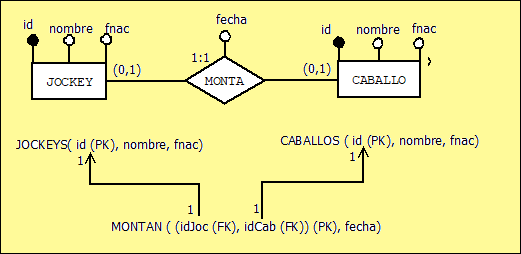 fecha
id nombre fnac
id nombre fnac
1:1
JOCKEY (0,1) MONTA (0,1) CABALLO
JOCKEYS( id (PK), nombre, fnac)
CABALLOS ( id (PK), nombre, fnac)
1 1
1 1
MONTAN ( (idJoc (FK), idCab (FK)) (PK), fecha)